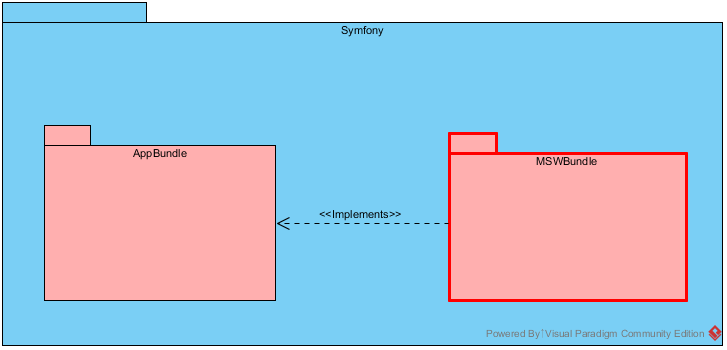 Symfony
AppBundle
MSWBundle
<<Implements>>
Powered By Visual Paradigm Community Edition